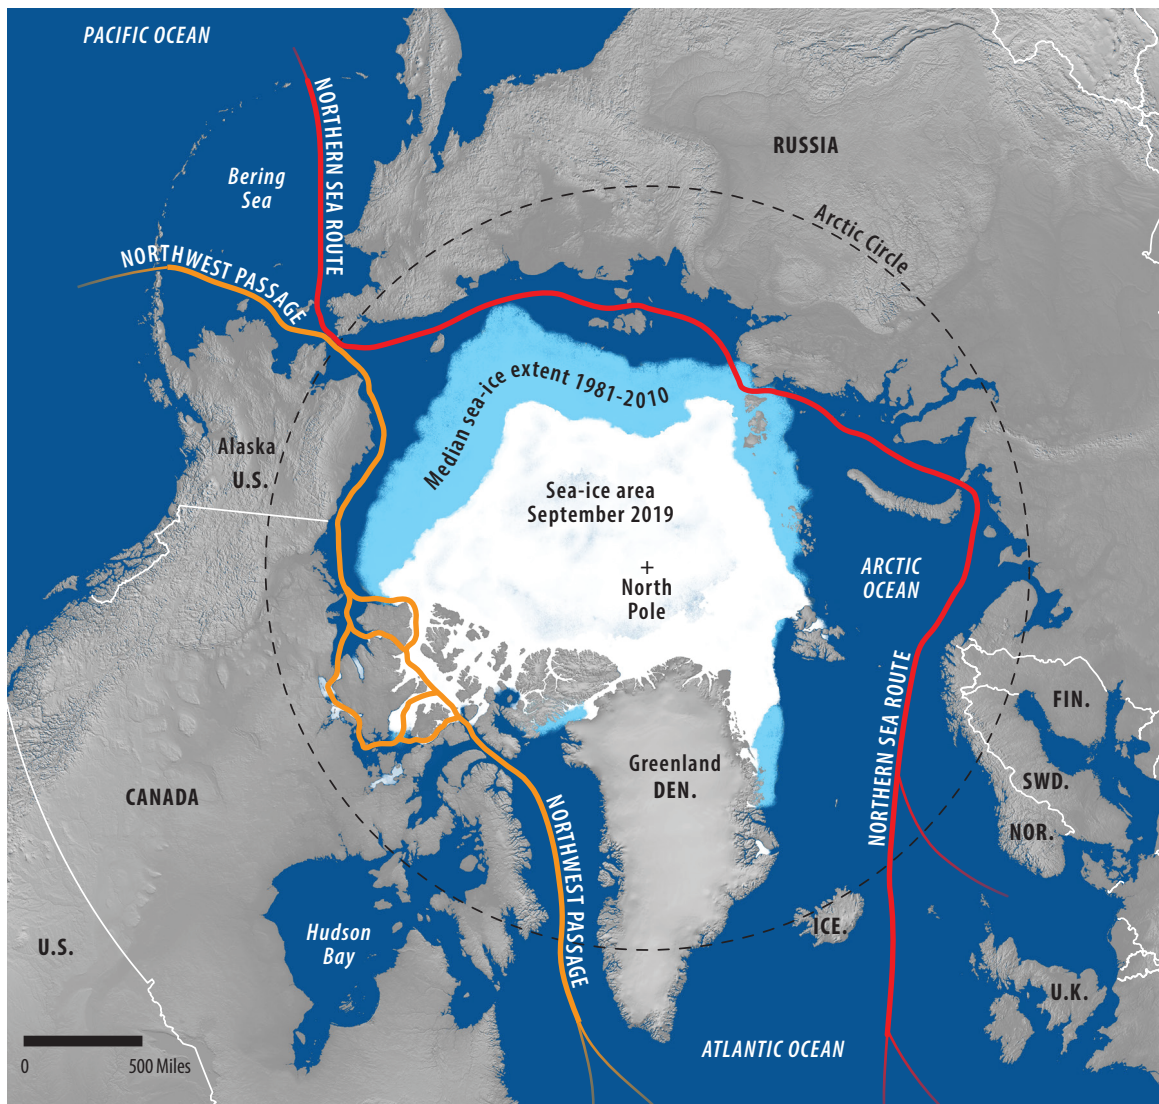 PACIFIC OCEAN
NORTHERN SEA ROUTE
RUSSIA
Bering
Sea
Arctic Circle
NORTHWEST PASSAGE
Median sea-ice extent 1981-2010
Alaska
U.S.
Sea-ice area
September 2019
+
North
Pole
ARCTIC
OCEAN
NORTHERN SEA ROUTE
FIN.
Greenland
DEN.
SWD.
CANADA
NOR.
NORTHWEST PASSAGE
ICE.
Hudson
Bay
U.S.
U.K.
ATLANTIC OCEAN
0 500 Miles